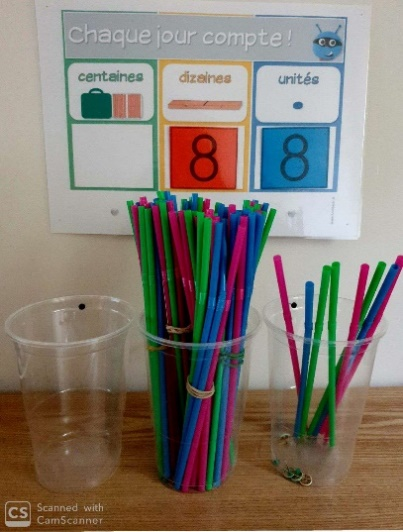 Chaque jour compte !
centaines dizaines unités
8 8
CS Scanned with
CamScanner